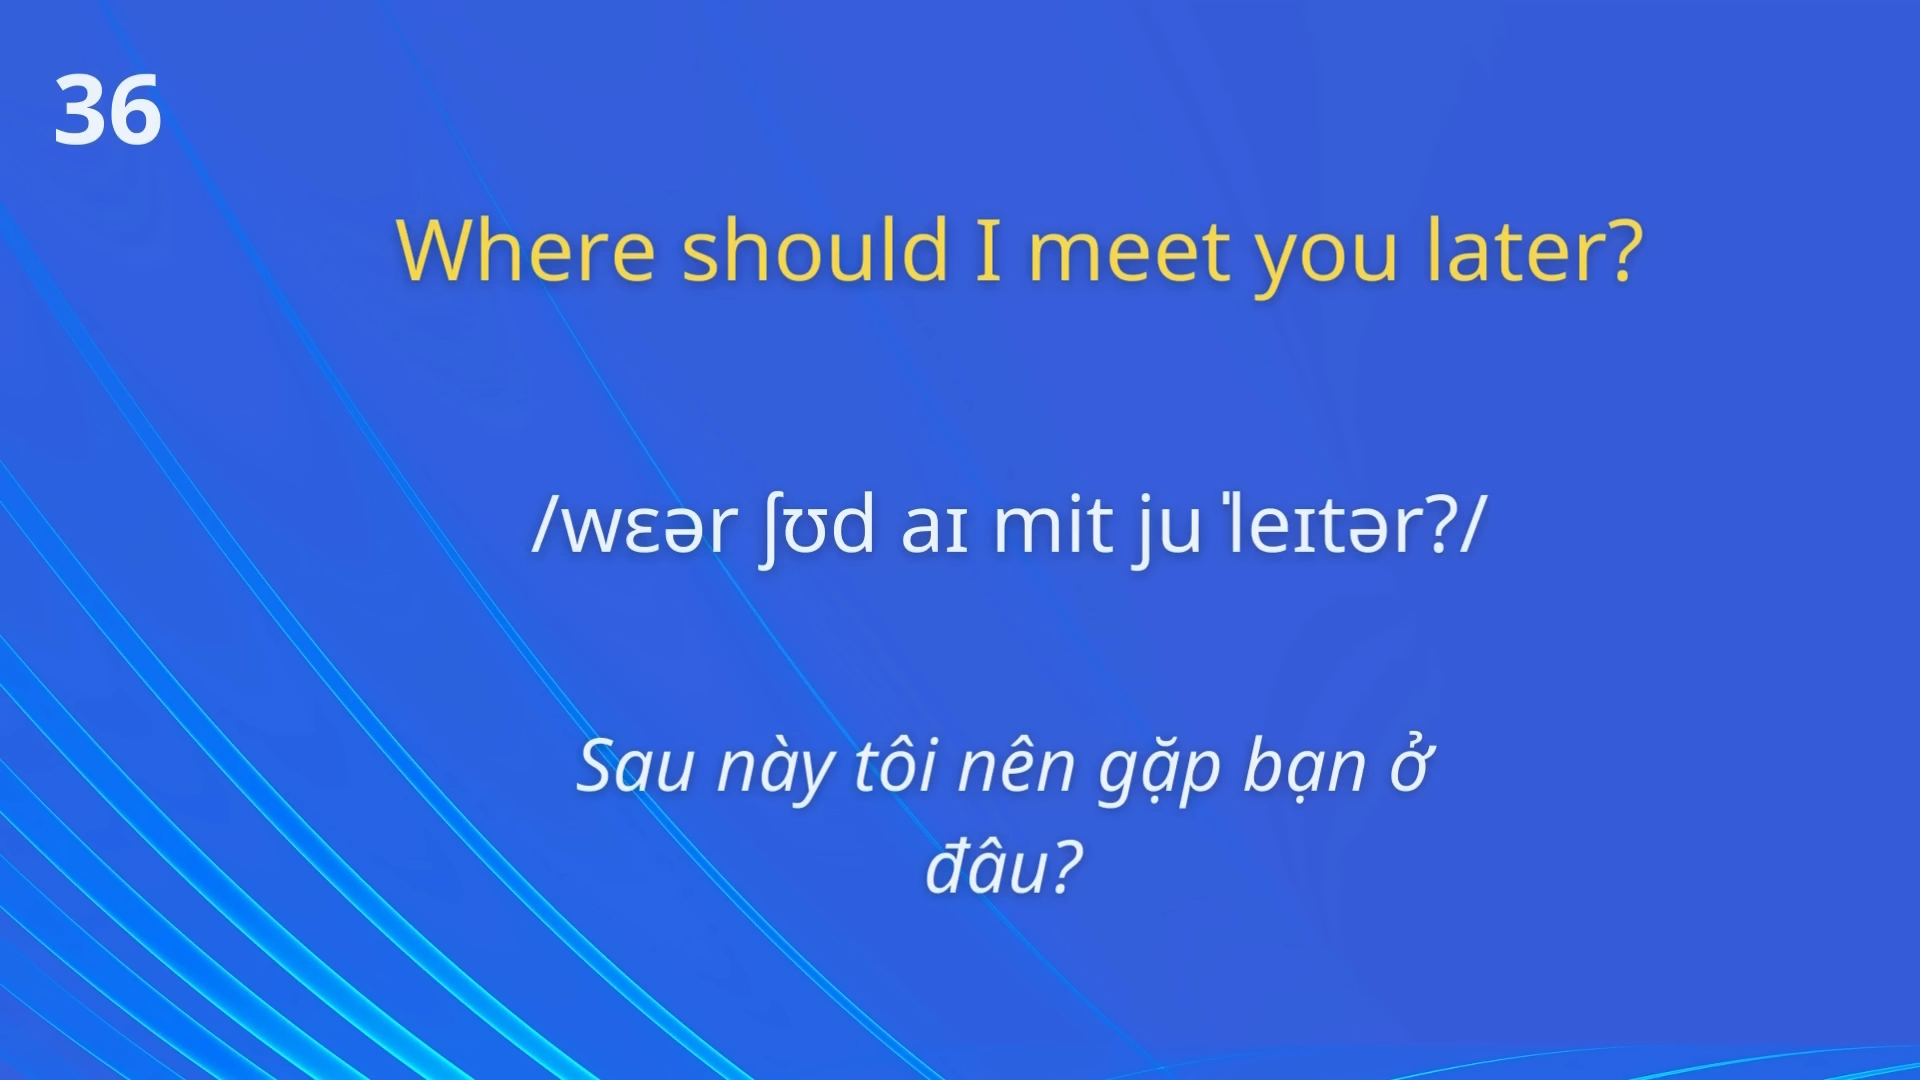 36
Where should I meet you later?
/wɛər ʃʊd aɪ mit ju ˈleɪtər?/
Sau này tôi nên gặp bạn ở
đâu?